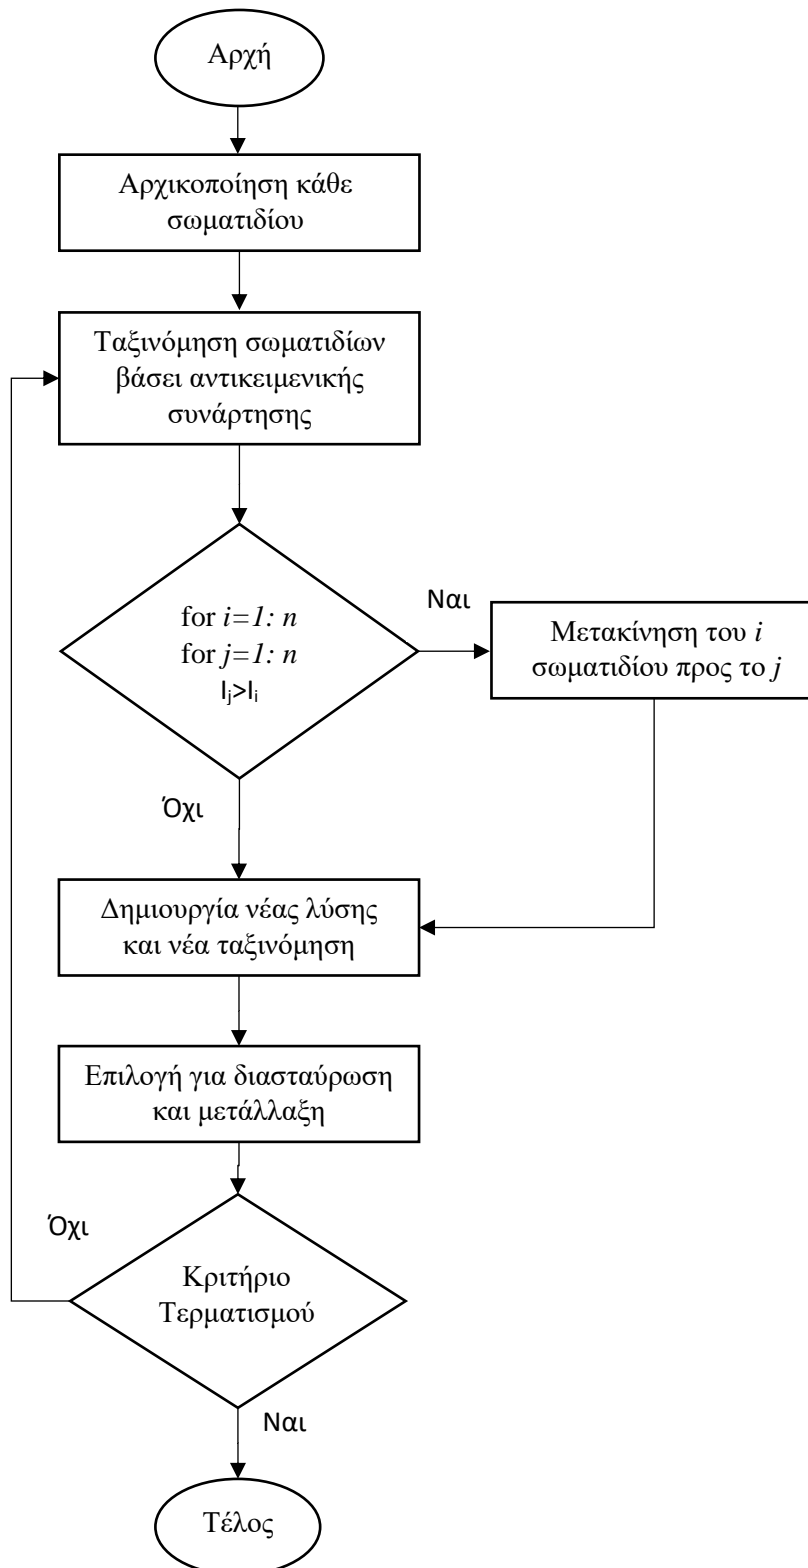 Αρχή
Αρχικοποίηση κάθε
σωματιδίου
Ταξινόμηση σωματιδίων
βάσει αντικειμενικής
συνάρτησης
for i=1: n
for j=1: n
Ij>Ii
Ναι
Μετακίνηση του i
σωματιδίου προς το j
Όχι
Δημιουργία νέας λύσης
και νέα ταξινόμηση
Επιλογή για διασταύρωση
και μετάλλαξη
Όχι
Κριτήριο
Τερματισμού
Ναι
Τέλος